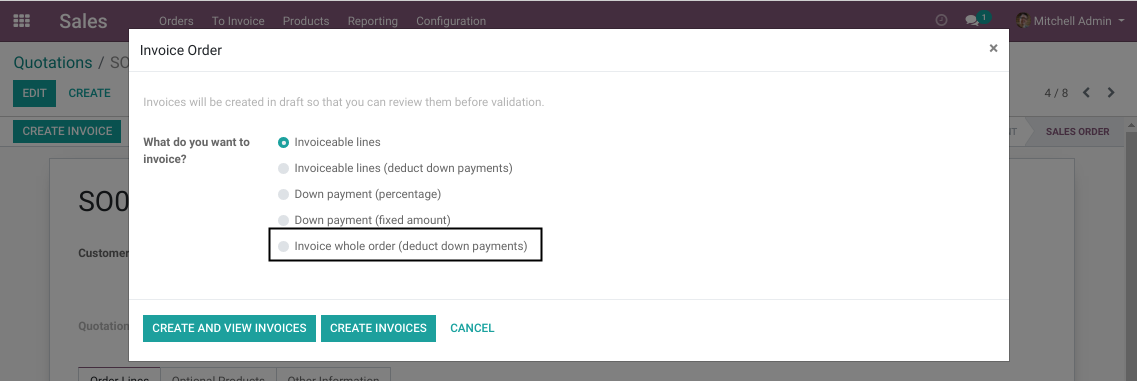 Sales Orders To Invoice Products Reporting Configuration 1 Mitchell Admin
Invoice Order ×
Quotations / SO0
EDIT CREATE 4 / 8
Invoices will be created in draft so that you can review them before validation.
CREATE INVOICE SALES ORDER
What do you want to
invoice?
Invoiceable lines
Invoiceable lines (deduct down payments)
Down payment (percentage)
Down payment (fixed amount)
Invoice whole order (deduct down payments)
SO0
Customer
Quotation
CREATE AND VIEW INVOICES CREATE INVOICES CANCEL
Order Lines Optional Products Other Information